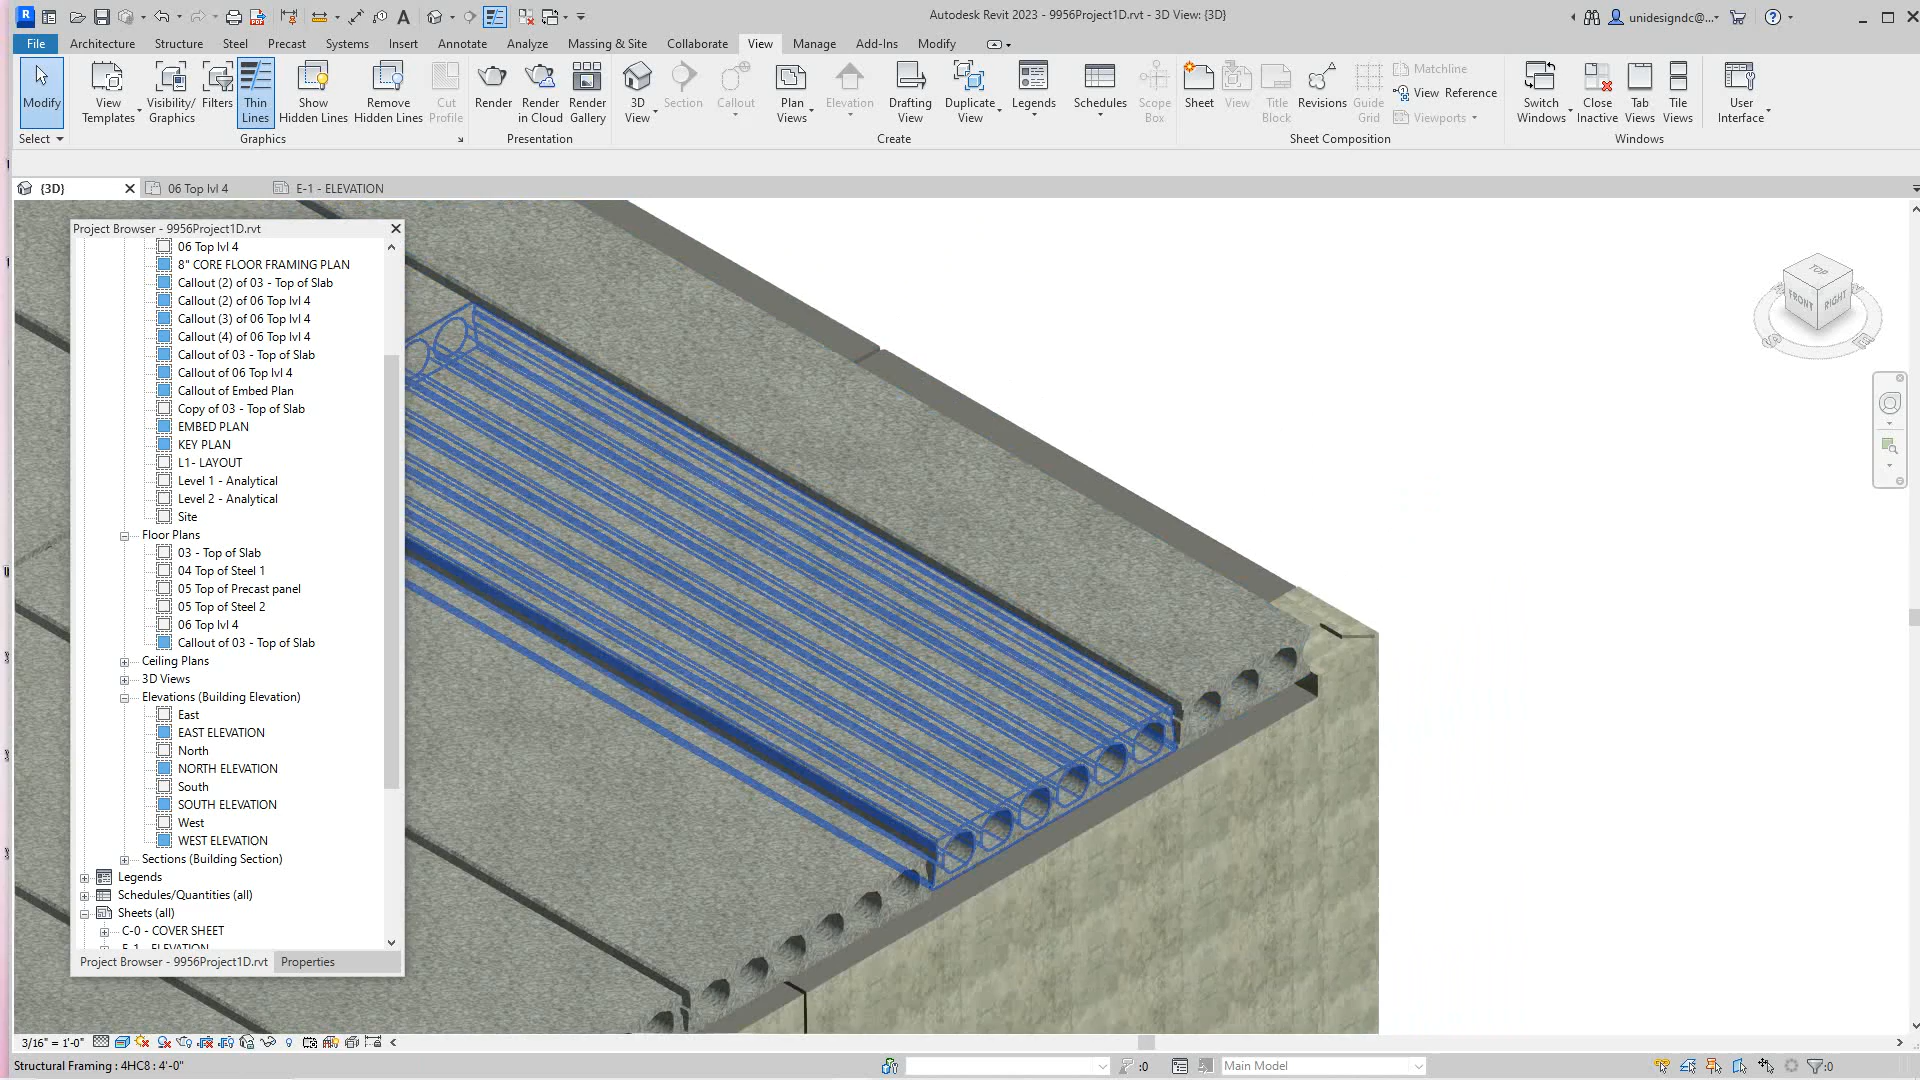 Autodesk Revit 2023 - 9956Project1D.rvt - 3D View: {3D}
unidesigndc@...
File Architecture Structure Steel Precast Systems Insert Annotate Analyze Massing & Site Collaborate View Manage Add-Ins Modify
Modify
View Templates
Visibility/ Graphics
Filters
Thin Lines
Show Hidden Lines
Remove Hidden Lines
Cut Profile
Render
Render in Cloud
Render Gallery
3D View
Section
Callout
Plan Views
Elevation
Drafting View
Duplicate View
Legends
Schedules
Scope Box
Sheet
View
Title Block
Revisions
Guide Grid
Matchline
View Reference
Viewports
Switch Windows
Close Inactive
Tab Views
Tile Views
User Interface
Select Graphics Presentation Create Sheet Composition Windows
{3D} 06 Top lvl 4 E-1 - ELEVATION
Project Browser - 9956Project1D.rvt
06 Top lvl 4
8" CORE FLOOR FRAMING PLAN
Callout (2) of 03 - Top of Slab
Callout (2) of 06 Top lvl 4
Callout (3) of 06 Top lvl 4
Callout (4) of 06 Top lvl 4
Callout of 03 - Top of Slab
Callout of 06 Top lvl 4
Callout of Embed Plan
Copy of 03 - Top of Slab
EMBED PLAN
KEY PLAN
L1- LAYOUT
Level 1 - Analytical
Level 2 - Analytical
Site
Floor Plans
03 - Top of Slab
04 Top of Steel 1
05 Top of Precast panel
05 Top of Steel 2
06 Top lvl 4
Callout of 03 - Top of Slab
Ceiling Plans
3D Views
Elevations (Building Elevation)
East
EAST ELEVATION
North
NORTH ELEVATION
South
SOUTH ELEVATION
West
WEST ELEVATION
Sections (Building Section)
Legends
Schedules/Quantities (all)
Sheets (all)
C-0 - COVER SHEET
E-1 - ELEVATION
Project Browser - 9956Project1D.rvt Properties
TOP
FRONT RIGHT
3/16" = 1'-0"
Structural Framing : 4HC8 : 4'-0"
:0
Main Model
:0